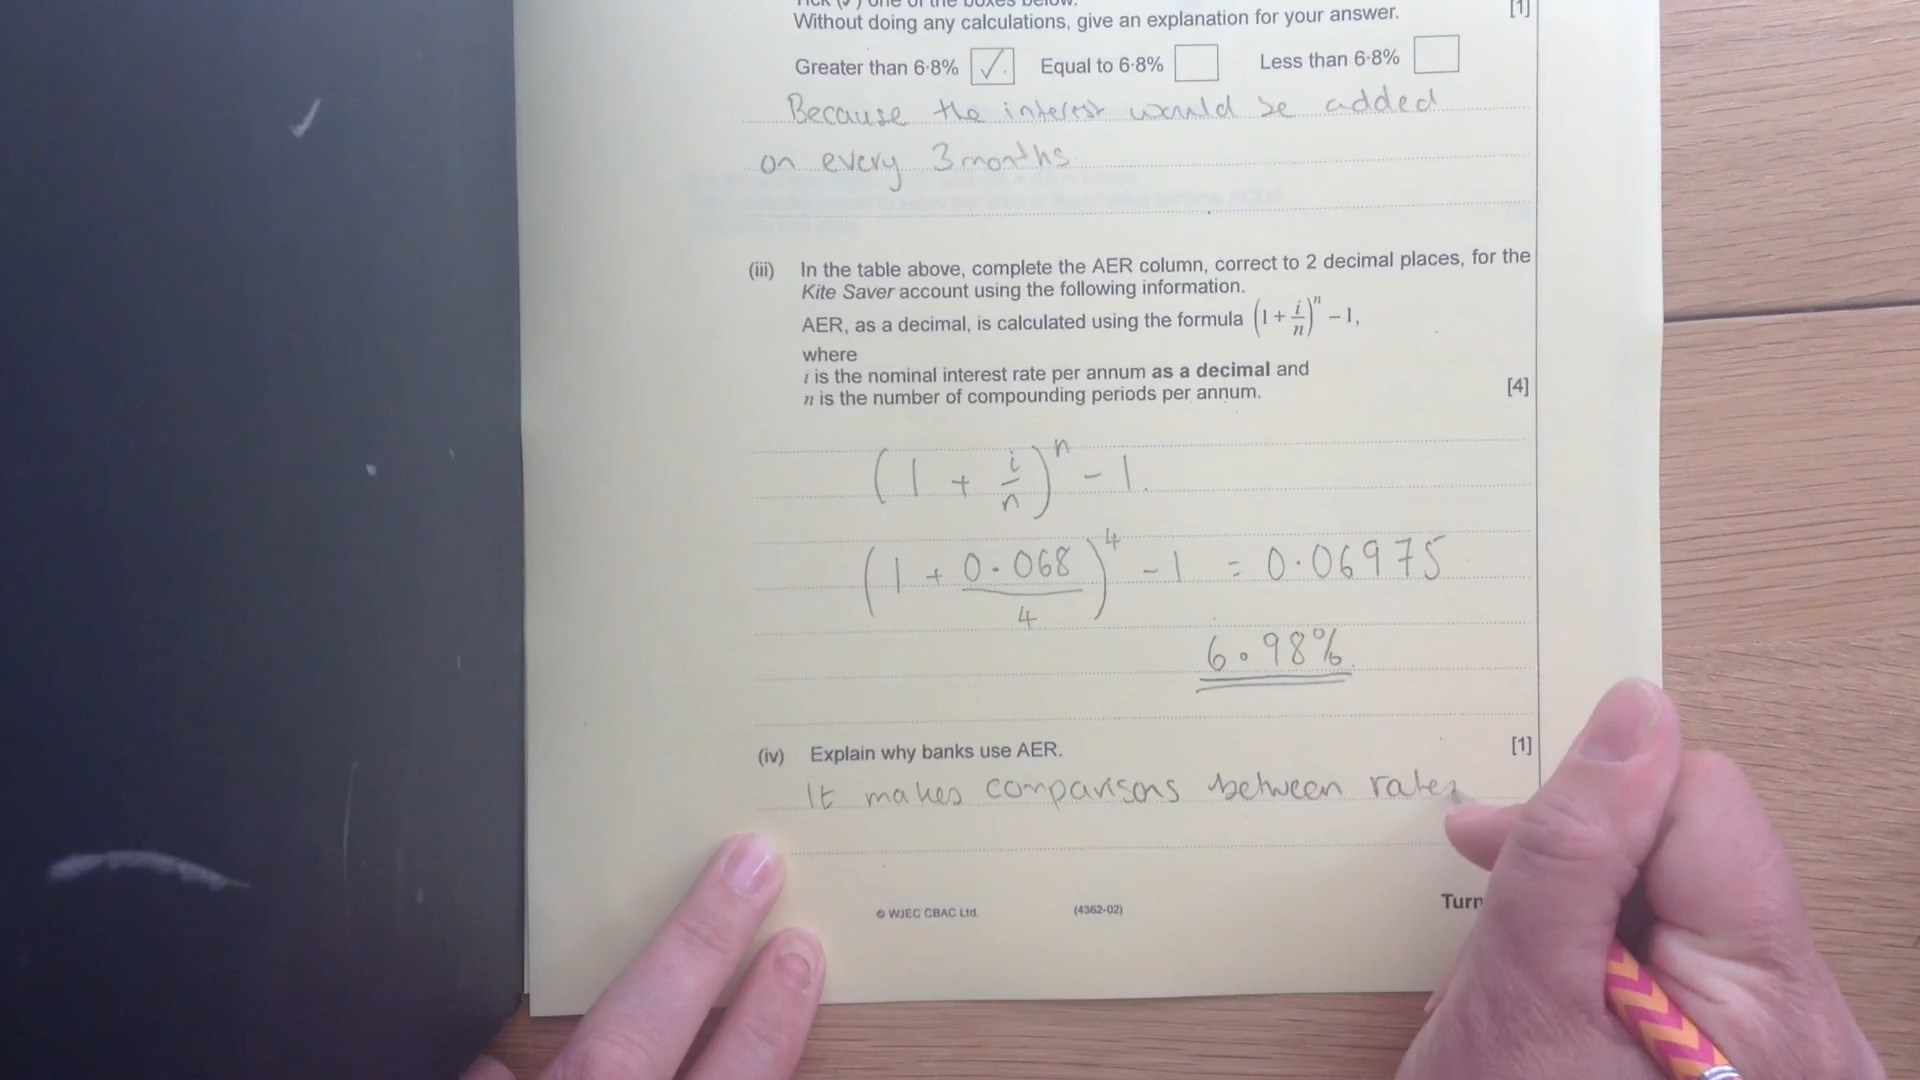 Tick (✓) one of the boxes below.
Without doing any calculations, give an explanation for your answer. [1]
Greater than 6·8% ✓ Equal to 6·8% Less than 6·8%
Because the interest would be added
on every 3 months
(iii) In the table above, complete the AER column, correct to 2 decimal places, for the
Kite Saver account using the following information.
AER, as a decimal, is calculated using the formula (1 + i/n)^n − 1,
where
i is the nominal interest rate per annum as a decimal and
n is the number of compounding periods per annum. [4]
(1 + i/n)^n - 1.
(1 + 0.068/4)^4 - 1 = 0.06975
6.98%
(iv) Explain why banks use AER. [1]
It makes comparisons between rates
© WJEC CBAC Ltd. (4362-02) Turn